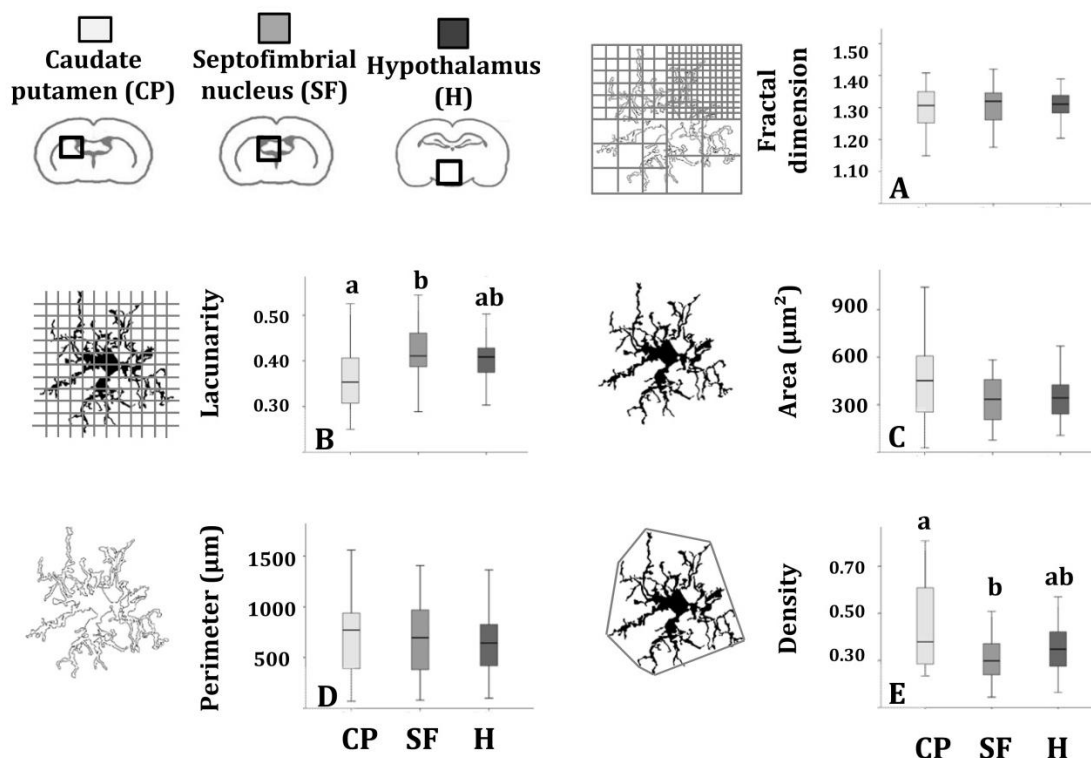 Caudate
putamen (CP)
Septofimbrial
nucleus (SF)
Hypothalamus
(H)
Fractal
dimension
1.50
1.40
1.30
1.20
1.10
A
Lacunarity
0.50
0.40
0.30
a
b
ab
B
Area (µm²)
900
600
300
C
Perimeter (µm)
1500
1000
500
D
CP
SF
H
Density
0.70
0.50
0.30
a
b
ab
E
CP
SF
H